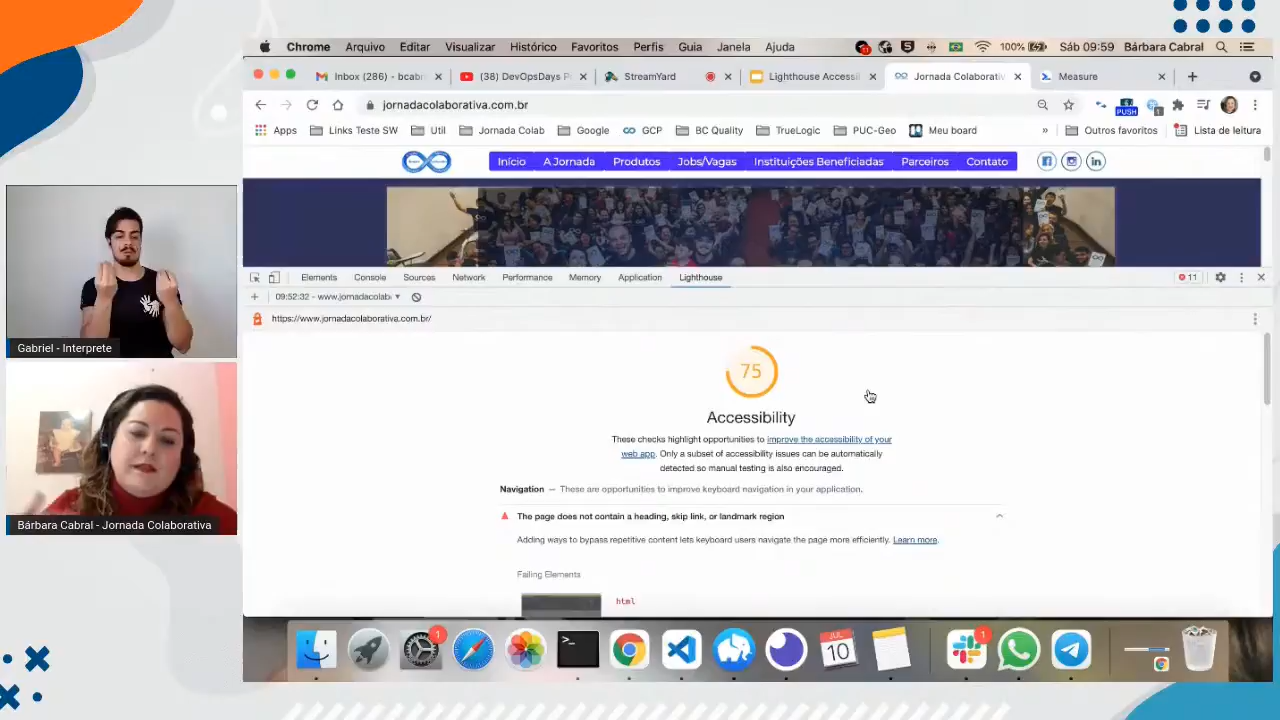 Chrome Arquivo Editar Visualizar Histórico Favoritos Perfis Guia Janela Ajuda 100% Sáb 09:59 Bárbara Cabral
Inbox (286) - bcabr
(38) DevOpsDays P
StreamYard
Lighthouse Accessi
Jornada Colaborativ
Measure
jornadacolaborativa.com.br
PUSH
Apps Links Teste SW Util Jornada Colab Google GCP BC Quality TrueLogic PUC-Geo Meu board » Outros favoritos Lista de leitura
Início A Jornada Produtos Jobs/Vagas Instituições Beneficiadas Parceiros Contato
Elements Console Sources Network Performance Memory Application Lighthouse 11
09:52:32 - www.jornadacolab
https://www.jornadacolaborativa.com.br/
75
Accessibility
These checks highlight opportunities to improve the accessibility of your
web app. Only a subset of accessibility issues can be automatically
detected so manual testing is also encouraged.
Navigation — These are opportunities to improve keyboard navigation in your application.
The page does not contain a heading, skip link, or landmark region
Adding ways to bypass repetitive content lets keyboard users navigate the page more efficiently. Learn more.
Failing Elements
html
Gabriel - Interprete
Bárbara Cabral - Jornada Colaborativa
1
JUL
10
1